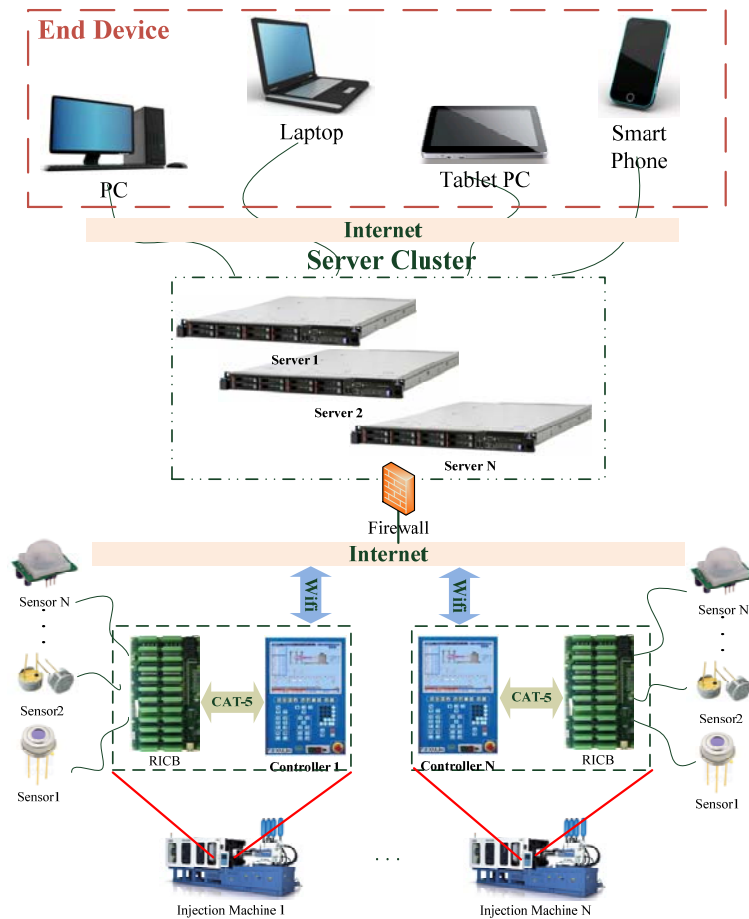 End Device
Laptop
Smart
Phone
PC
Tablet PC
Internet
Server Cluster
Server 1
Server 2
Server N
Firewall
Internet
Wifi
Wifi
Sensor N
Sensor N
CAT-5
CAT-5
Sensor2
Sensor2
RICB
Controller 1
Controller N
RICB
Sensor1
Sensor1
. . .
Injection Machine 1
Injection Machine N